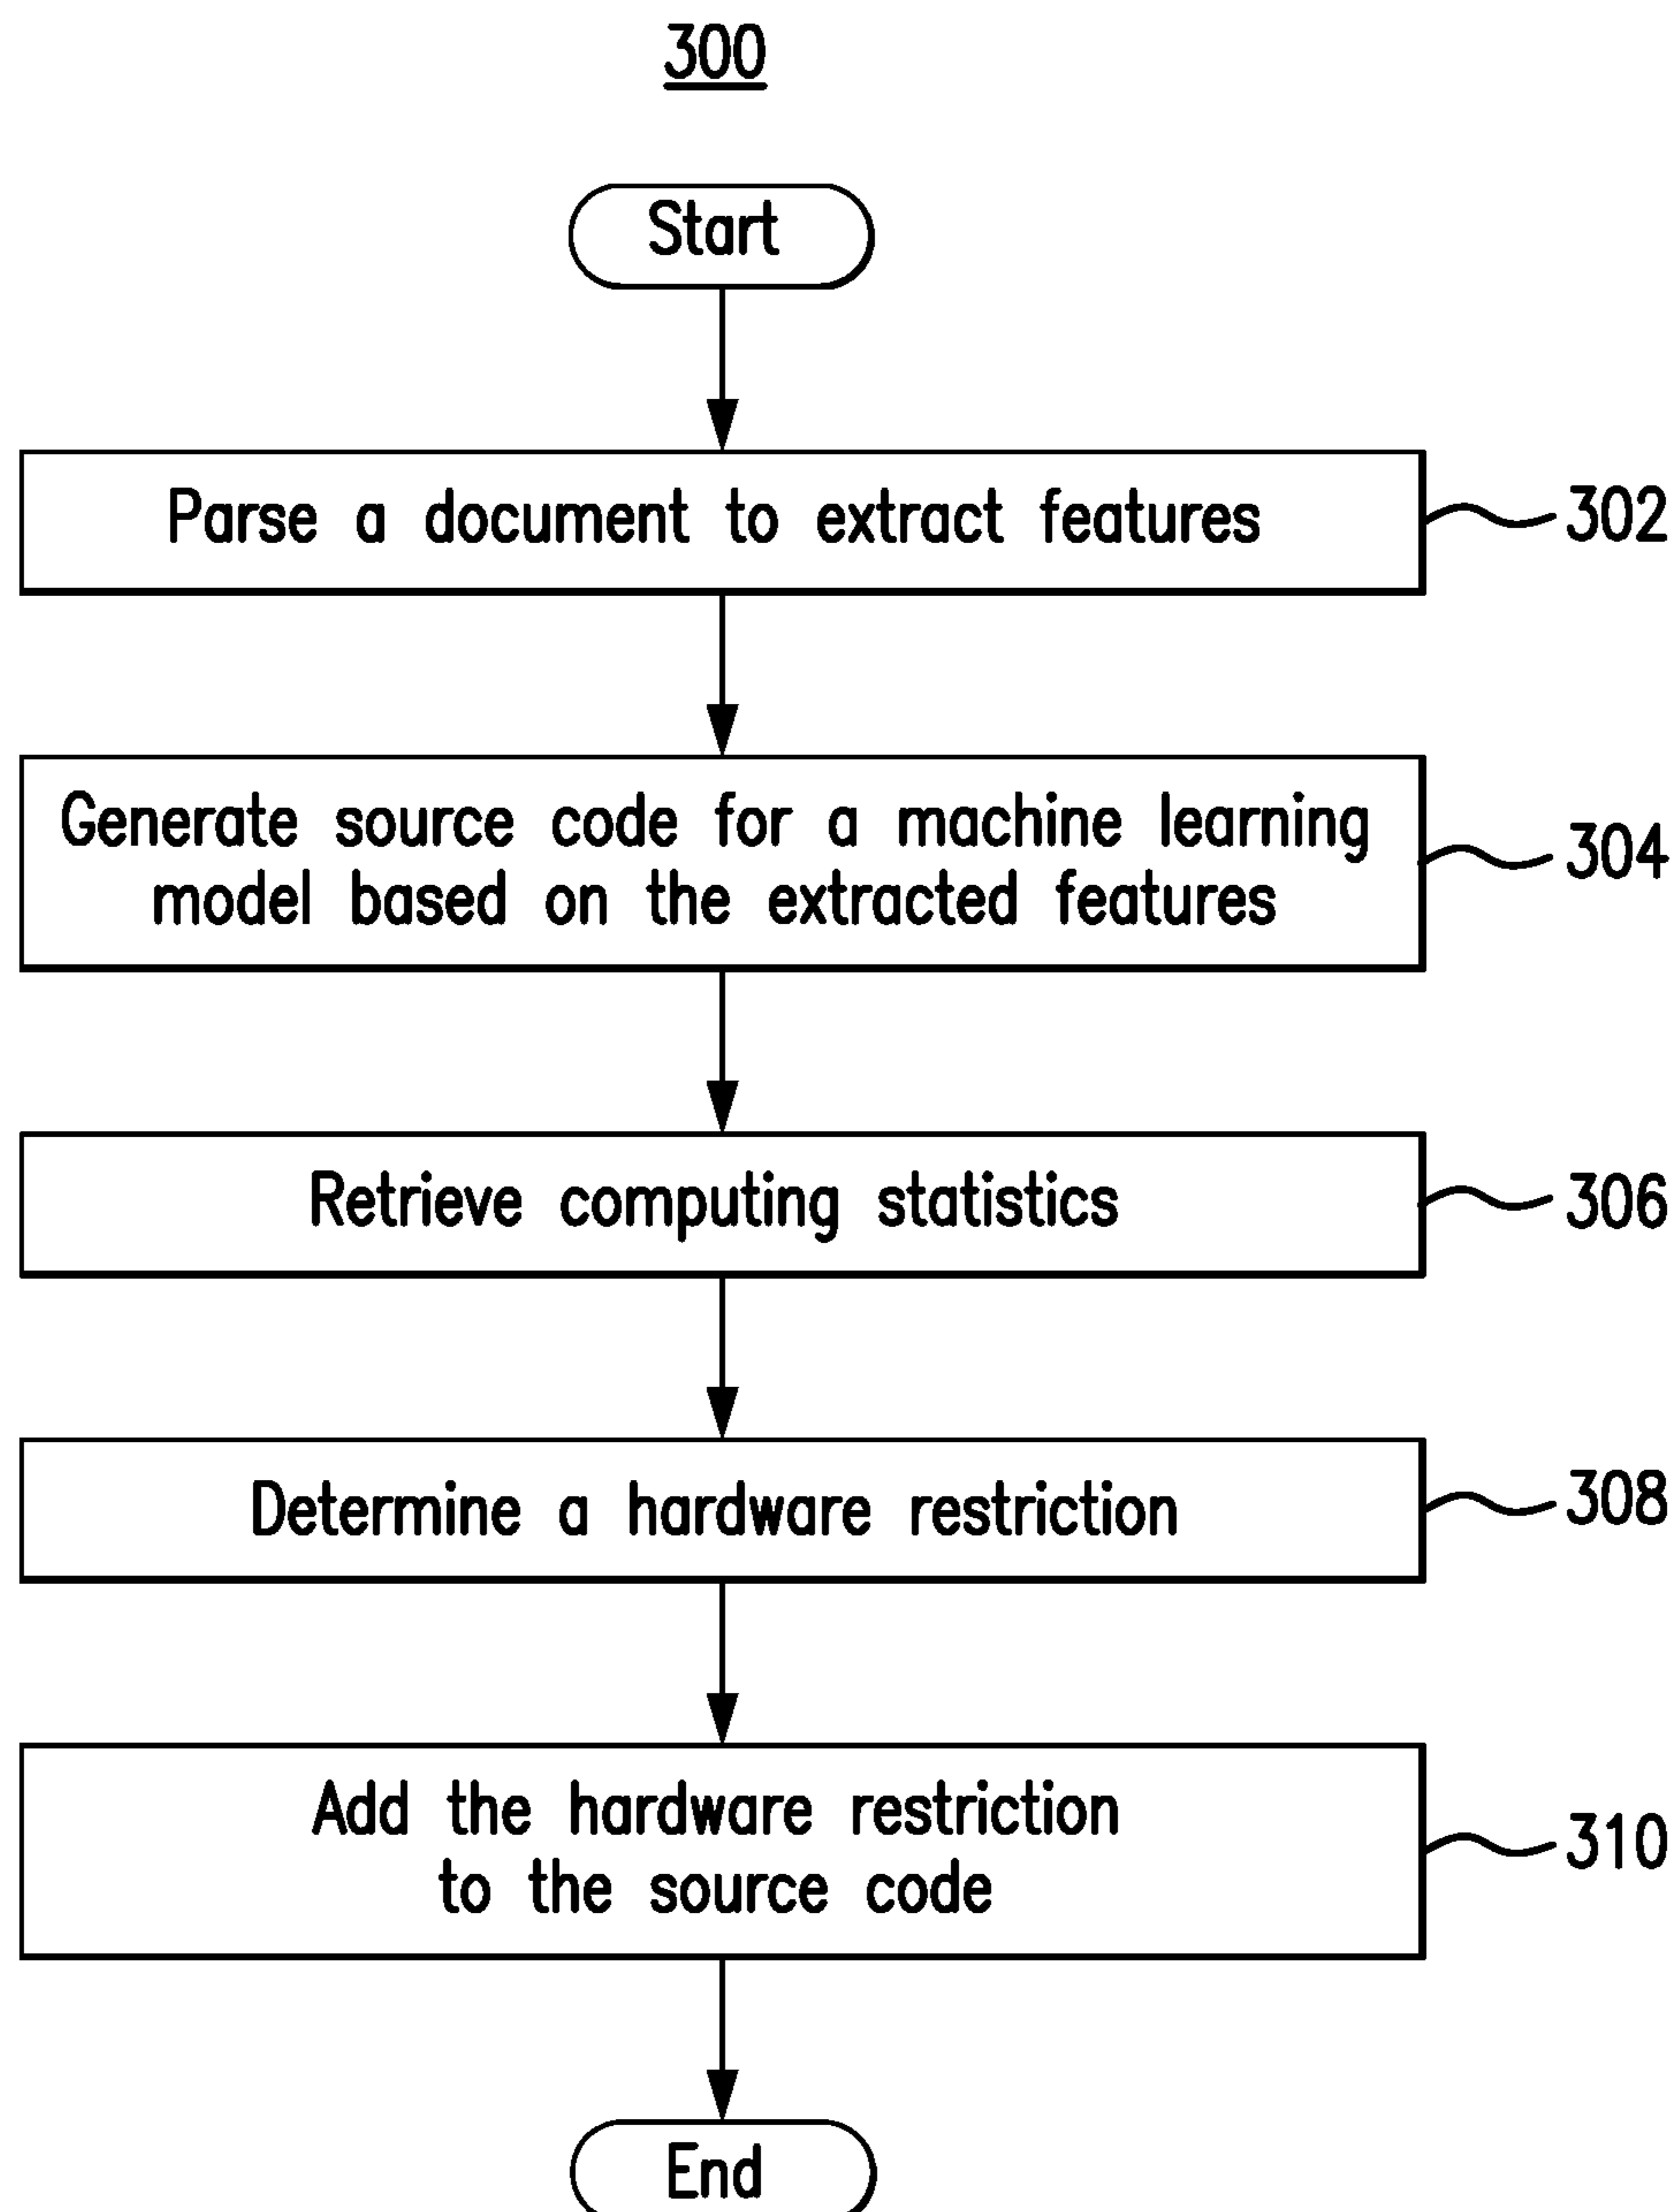 300
Start
Parse a document to extract features
302
Generate source code for a machine learning
model based on the extracted features
304
Retrieve computing statistics
306
Determine a hardware restriction
308
Add the hardware restriction
to the source code
310
End